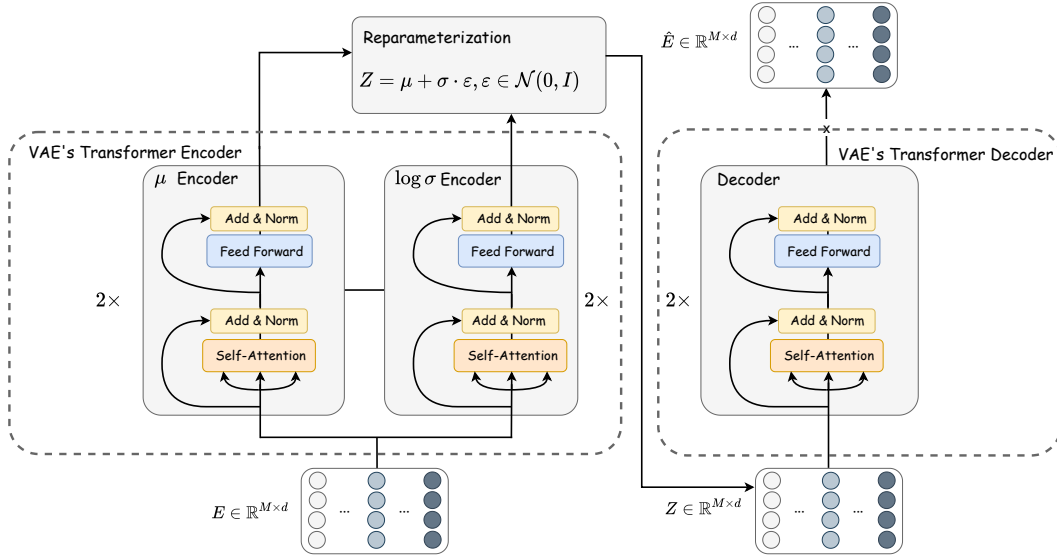 Reparameterization
Z = μ + σ · ε, ε ∈ 𝒩(0, I)
Ê ∈ ℝ^{M×d}
... ...
VAE's Transformer Encoder
μ Encoder
Add & Norm
Feed Forward
2×
Add & Norm
Self-Attention
log σ Encoder
Add & Norm
Feed Forward
2×
Add & Norm
Self-Attention
E ∈ ℝ^{M×d}
... ...
x
VAE's Transformer Decoder
Decoder
Add & Norm
Feed Forward
2×
Add & Norm
Self-Attention
Z ∈ ℝ^{M×d}
... ...